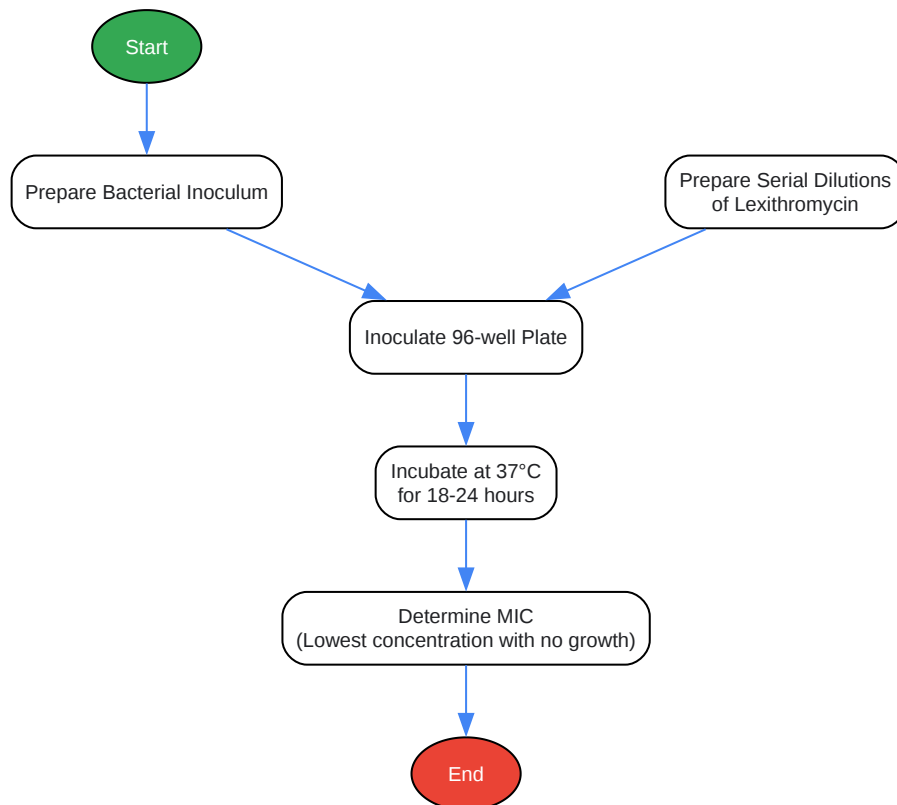 Start
Prepare Bacterial Inoculum
Prepare Serial Dilutions
of Lexithromycin
Inoculate 96-well Plate
Incubate at 37°C
for 18-24 hours
Determine MIC
(Lowest concentration with no growth)
End